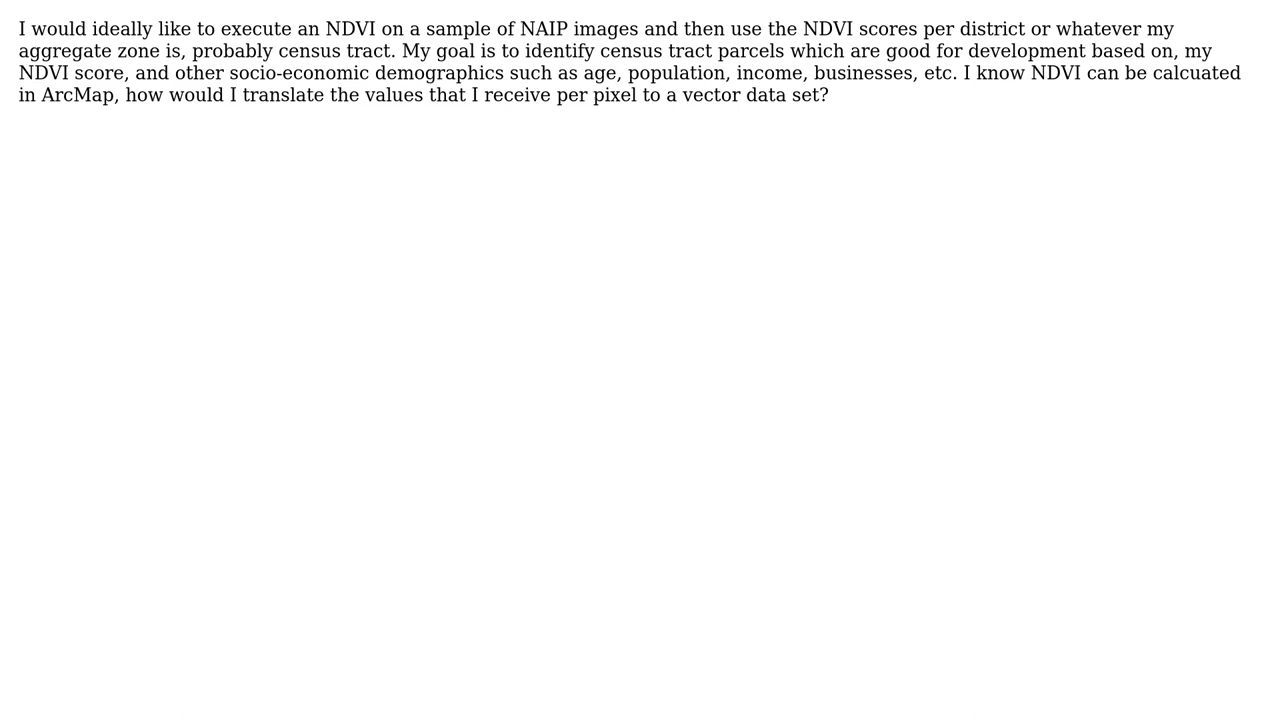 I would ideally like to execute an NDVI on a sample of NAIP images and then use the NDVI scores per district or whatever my
aggregate zone is, probably census tract. My goal is to identify census tract parcels which are good for development based on, my
NDVI score, and other socio-economic demographics such as age, population, income, businesses, etc. I know NDVI can be calcuated
in ArcMap, how would I translate the values that I receive per pixel to a vector data set?